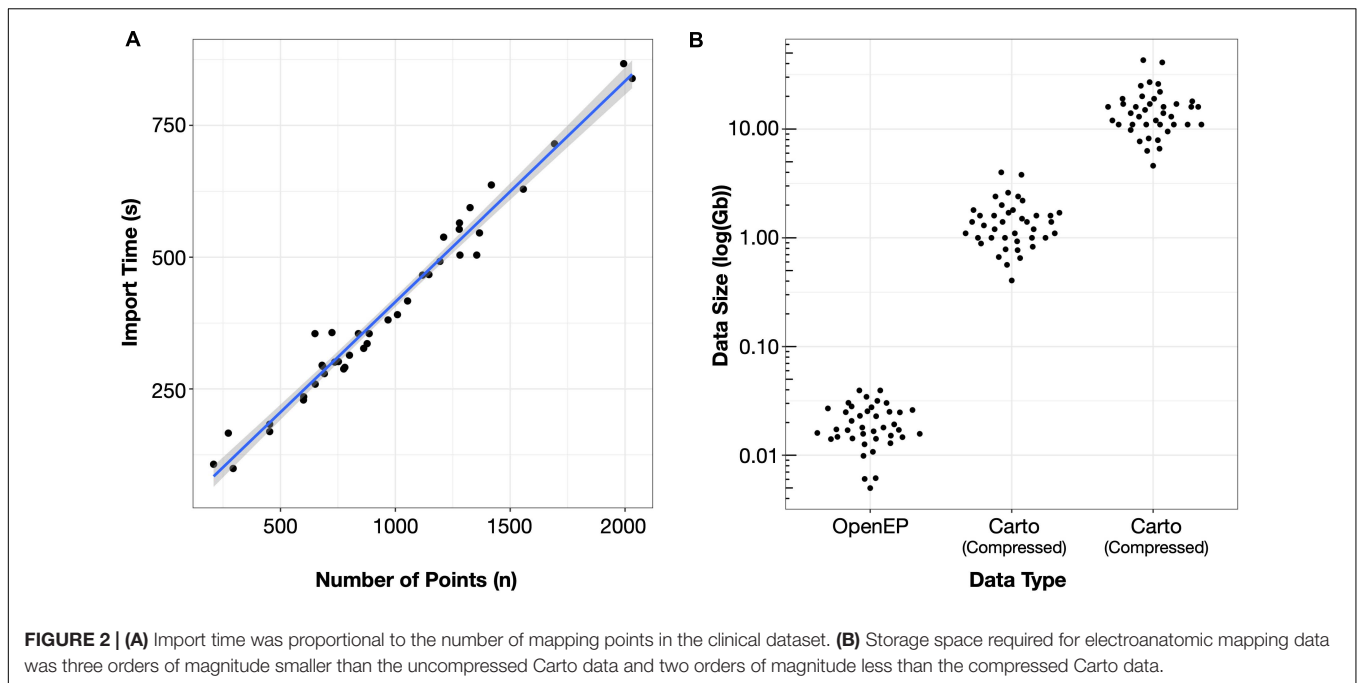 A
750
500
250
Import Time (s)
500 1000 1500 2000
Number of Points (n)
B
10.00
1.00
0.10
0.01
Data Size (log(Gb))
OpenEP Carto Carto
(Compressed) (Compressed)
Data Type
FIGURE 2 | (A) Import time was proportional to the number of mapping points in the clinical dataset. (B) Storage space required for electroanatomic mapping data
was three orders of magnitude smaller than the uncompressed Carto data and two orders of magnitude less than the compressed Carto data.